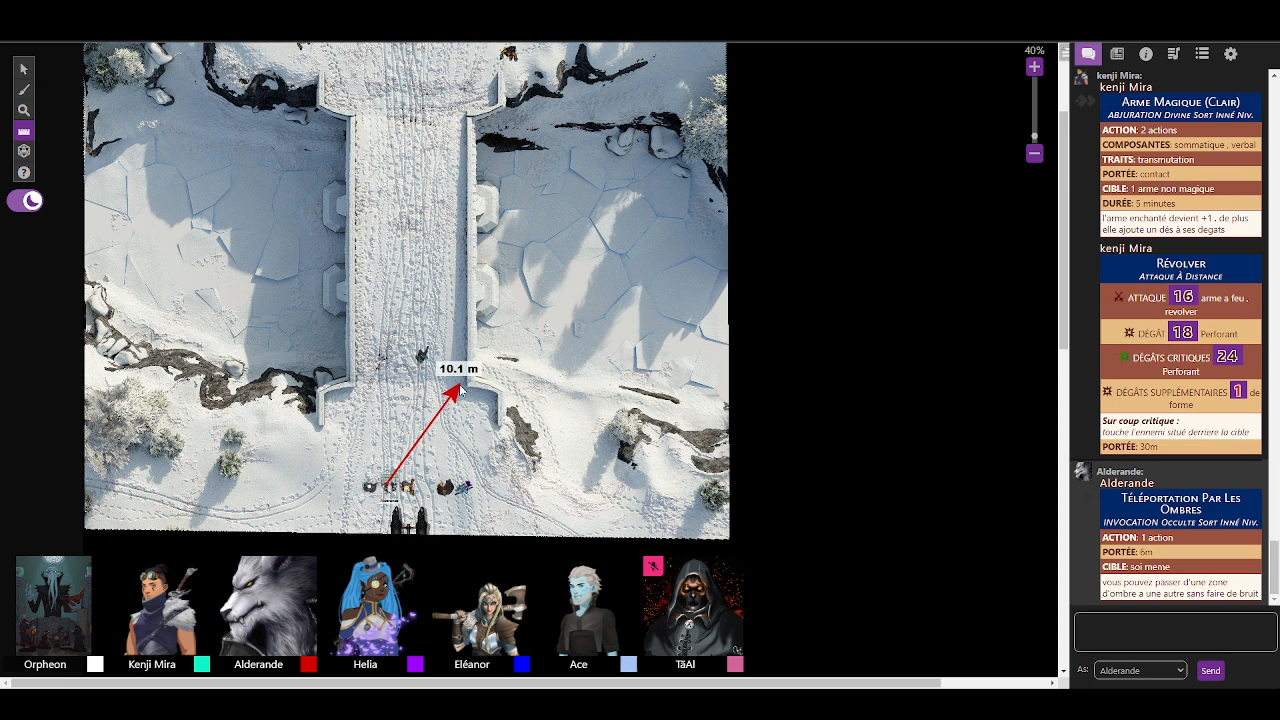 40%
kenji Mira:
kenji Mira
ARME MAGIQUE (CLAIR)
ABJURATION DIVINE SORT INNÉ NIV.
ACTION: 2 actions
COMPOSANTES: sommatique , verbal
TRAITS: transmutation
PORTÉE: contact
CIBLE: 1 arme non magique
DURÉE: 5 minutes
l'arme enchanté devient +1 . de plus
elle ajoute un dés à ses degats
kenji Mira
RÉVOLVER
ATTAQUE À DISTANCE
ATTAQUE 16 arme a feu .
revolver
DÉGÂT 18 Perforant
DÉGÂTS CRITIQUES 24
Perforant
DÉGÂTS SUPPLÉMENTAIRES 1 de
forme
Sur coup critique :
touche l'ennemi situé derriere la cible
PORTÉE: 30m
Alderande:
Alderande
TÉLÉPORTATION PAR LES
OMBRES
INVOCATION OCCULTE SORT INNÉ NIV.
ACTION: 1 action
PORTÉE: 6m
CIBLE: soi meme
vous pouvez passer d'une zone
d'ombre a une autre sans faire de bruit
10.1 m
Orpheon
Kenji Mira
Alderande
Helia
Eléanor
Ace
TãAl
As:
Alderande
Send